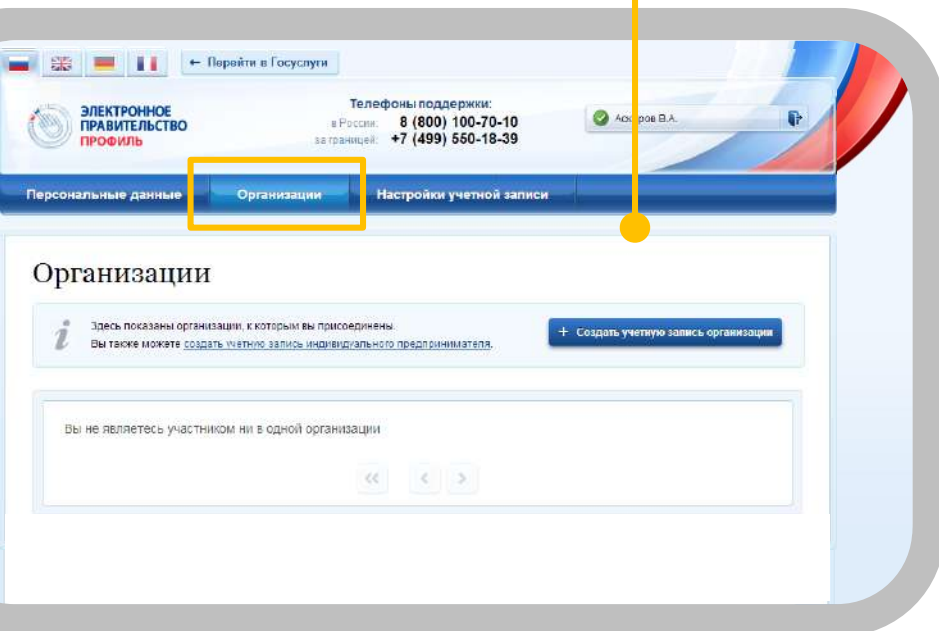 ← Перейти в Госуслуги
ЭЛЕКТРОННОЕ
ПРАВИТЕЛЬСТВО
ПРОФИЛЬ
Телефоны поддержки:
в России: 8 (800) 100-70-10
за границей: +7 (499) 550-18-39
В.А.
Персональные данные Организации Настройки учетной записи
Организации
Здесь показаны организации, к которым вы присоединены.
Вы также можете создать учетную запись индивидуального предпринимателя.
+ Создать учетную запись организации
Вы не являетесь участником ни в одной организации